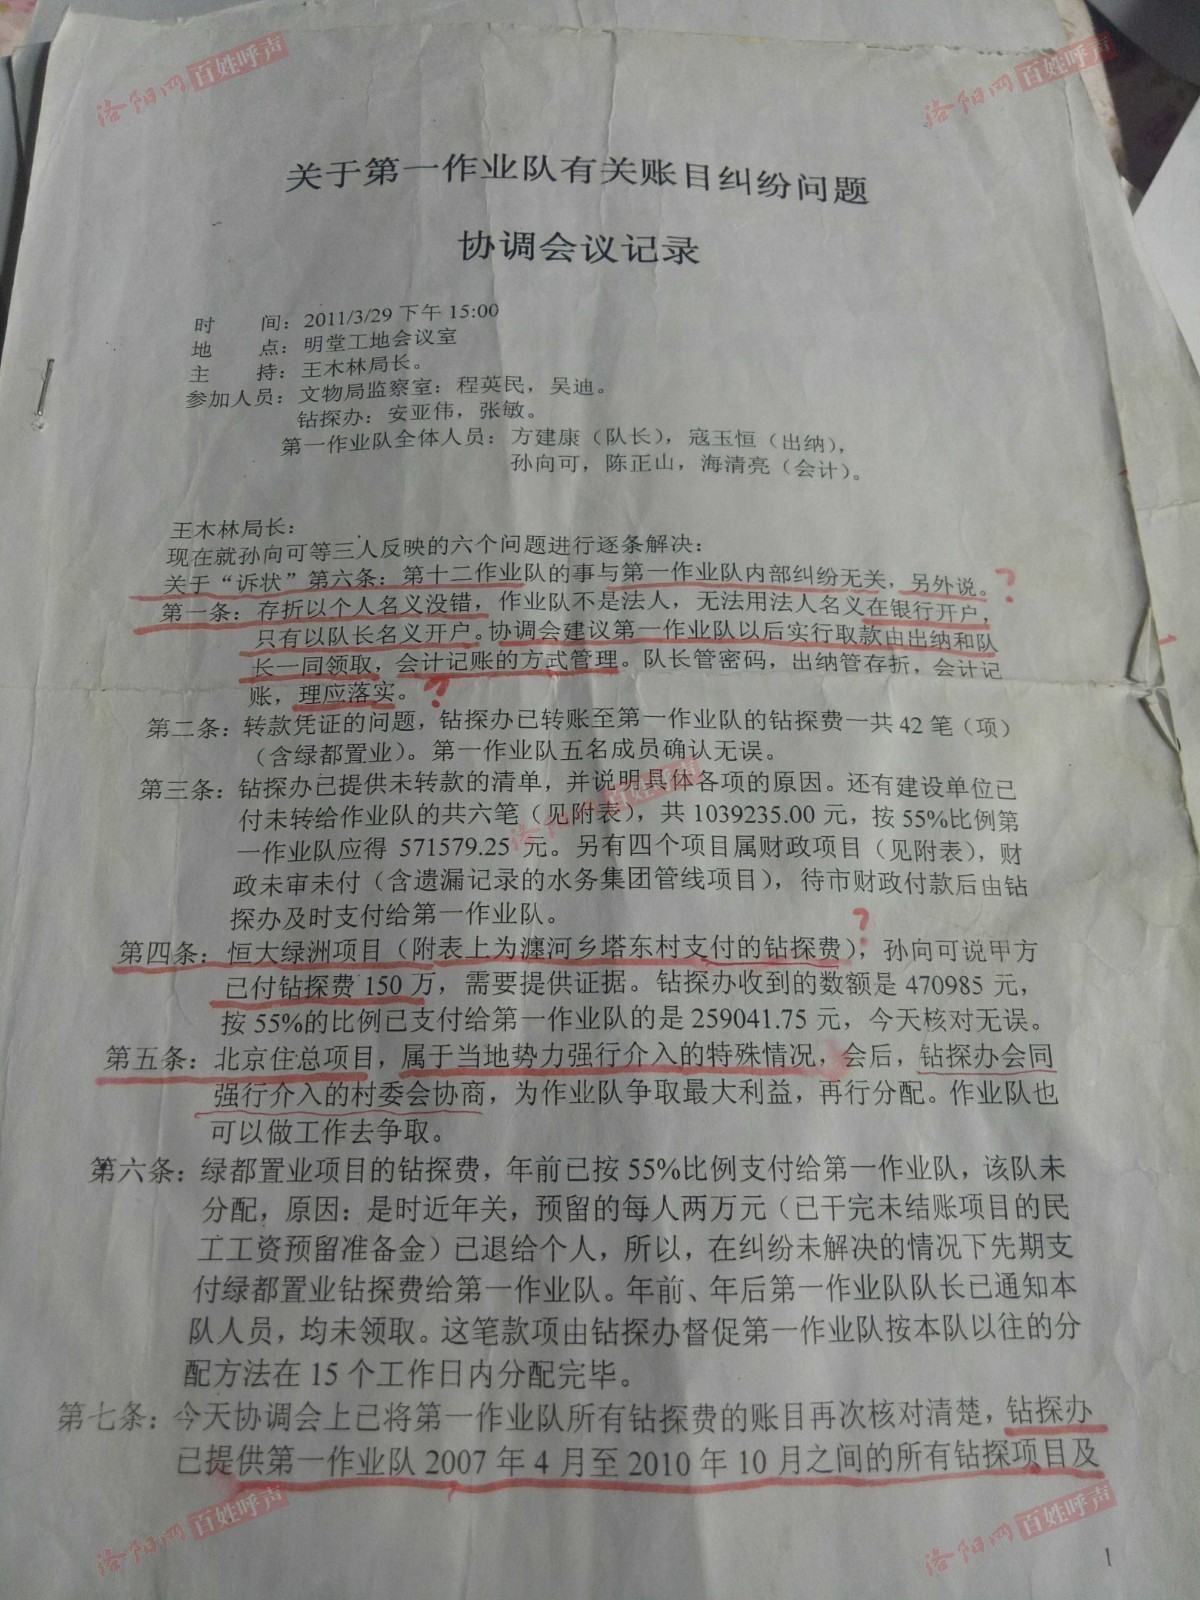 洛阳网 百姓呼声
洛阳网 百姓呼声
关于第一作业队有关账目纠纷问题
协调会议记录
时 间：2011/3/29 下午 15:00
地 点：明堂工地会议室
主 持：王木林局长。
参加人员：文物局监察室：程英民，吴迪。
钻探办：安亚伟，张敏。
第一作业队全体人员：方建康（队长），寇玉恒（出纳），
孙向可，陈正山，海清亮（会计）。
王木林局长：
现在就孙向可等三人反映的六个问题进行逐条解决：
关于“诉状”第六条：第十二作业队的事与第一作业队内部纠纷无关，另外说。？
第一条：存折以个人名义没错，作业队不是法人，无法用法人名义在银行开户，
只有以队长名义开户。协调会建议第一作业队以后实行取款由出纳和队
长一同领取，会计记账的方式管理。队长管密码，出纳管存折，会计记
账，理应落实。？
第二条：转款凭证的问题，钻探办已转账至第一作业队的钻探费一共 42 笔（项）
（含绿都置业）。第一作业队五名成员确认无误。
第三条：钻探办已提供未转款的清单，并说明具体各项的原因。还有建设单位已
付未转给作业队的共六笔（见附表），共 1039235.00 元，按 55%比例第
一作业队应得 571579.25 元。另有四个项目属财政项目（见附表），财
政未审未付（含遗漏记录的水务集团管线项目），待市财政付款后由钻
探办及时支付给第一作业队。
洛阳网 百姓呼声
第四条：恒大绿洲项目（附表上为瀍河乡塔东村支付的钻探费）？，孙向可说甲方
已付钻探费 150 万，需要提供证据。钻探办收到的数额是 470985 元，
按 55%的比例已支付给第一作业队的是 259041.75 元，今天核对无误。
第五条：北京住总项目，属于当地势力强行介入的特殊情况，会后，钻探办会同
强行介入的村委会协商，为作业队争取最大利益，再行分配。作业队也
可以做工作去争取。
第六条：绿都置业项目的钻探费，年前已按 55%比例支付给第一作业队，该队未
分配，原因：是时近年关，预留的每人两万元（已干完未结账项目的民
工工资预留准备金）已退给个人，所以，在纠纷未解决的情况下先期支
付绿都置业钻探费给第一作业队。年前、年后第一作业队队长已通知本
队人员，均未领取。这笔款项由钻探办督促第一作业队按本队以往的分
配方法在 15 个工作日内分配完毕。
第七条：今天协调会上已将第一作业队所有钻探费的账目再次核对清楚，钻探办
已提供第一作业队 2007 年 4 月至 2010 年 10 月之间的所有钻探项目及
洛阳网 百姓呼声
洛阳网 百姓呼声
1